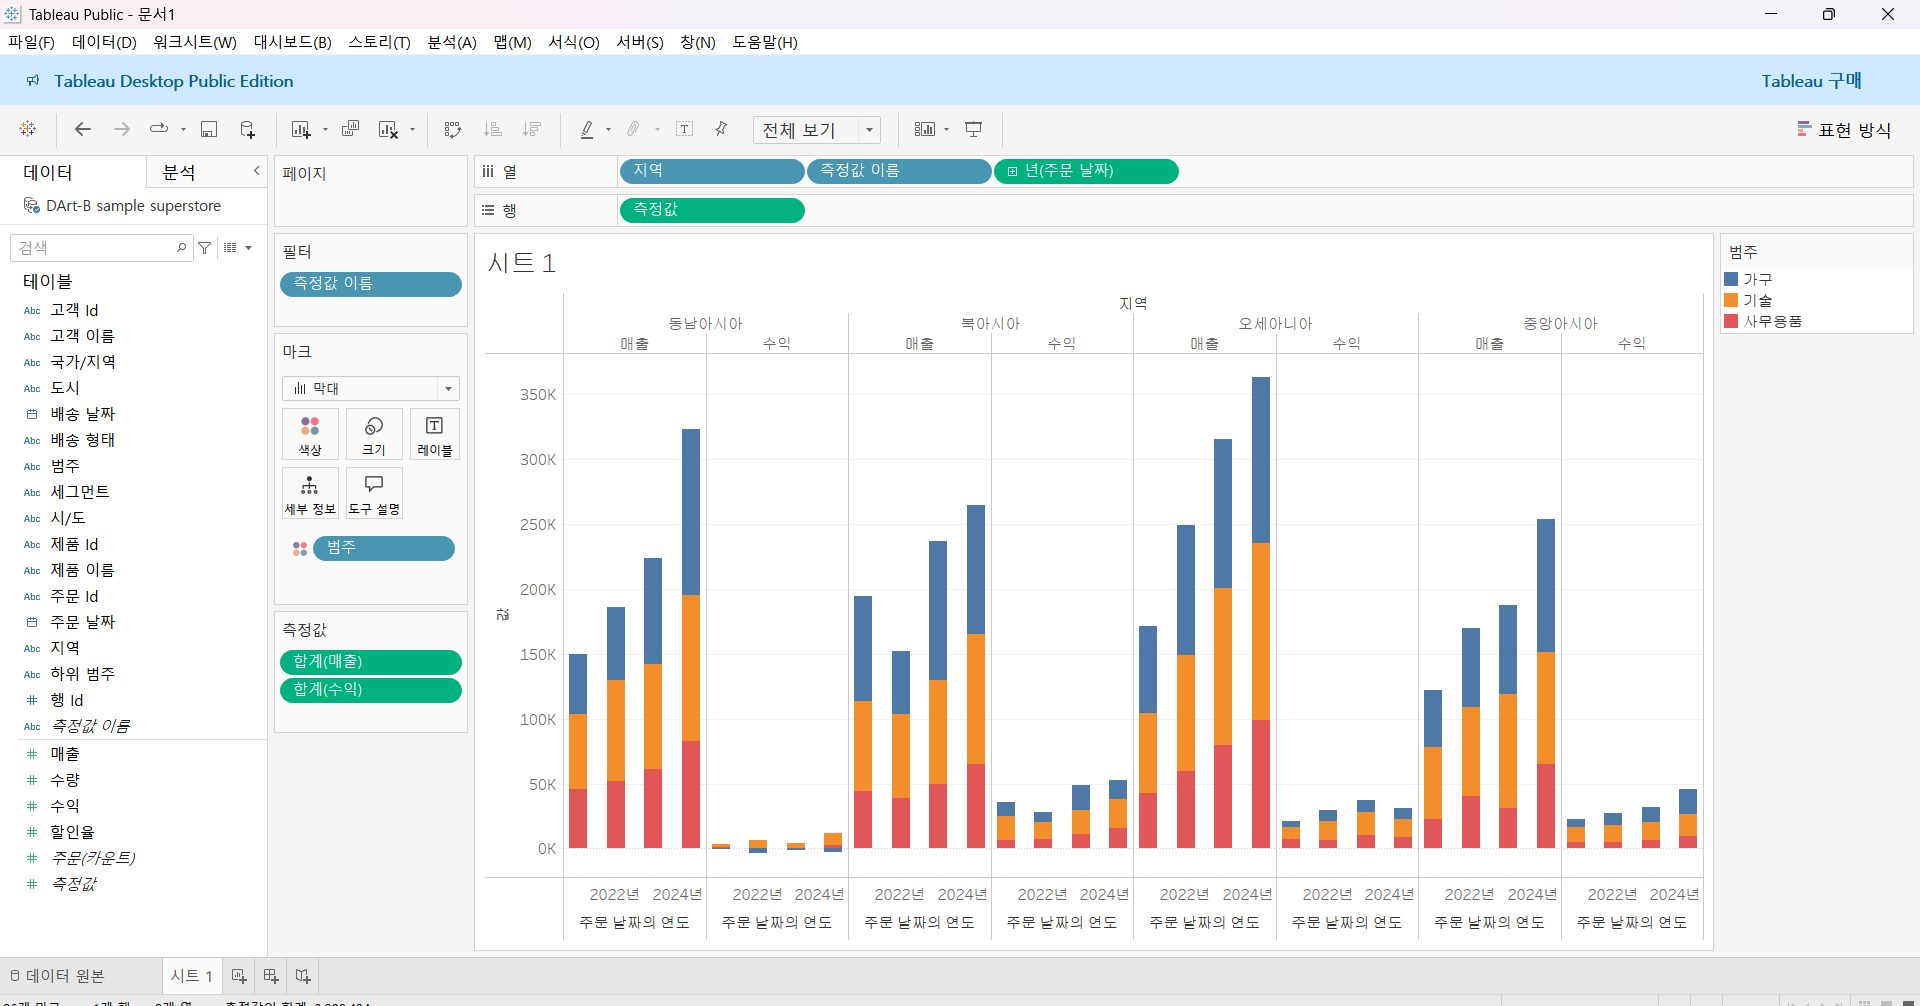 Tableau Public - 문서1
파일(F) 데이터(D) 워크시트(W) 대시보드(B) 스토리(T) 분석(A) 맵(M) 서식(O) 서버(S) 창(N) 도움말(H)
Tableau Desktop Public Edition
Tableau 구매
전체 보기
표현 방식
데이터 분석
DArt-B sample superstore
검색
테이블
Abc 고객 Id
Abc 고객 이름
Abc 국가/지역
Abc 도시
배송 날짜
Abc 배송 형태
Abc 범주
Abc 세그먼트
Abc 시/도
Abc 제품 Id
Abc 제품 이름
Abc 주문 Id
주문 날짜
Abc 지역
Abc 하위 범주
# 행 Id
Abc 측정값 이름
# 매출
# 수량
# 수익
# 할인율
# 주문(카운트)
# 측정값
페이지
필터
측정값 이름
마크
막대
색상 크기 레이블
세부 정보 도구 설명
범주
측정값
합계(매출)
합계(수익)
열 지역 측정값 이름 년(주문 날짜)
행 측정값
시트 1
지역
동남아시아 북아시아 오세아니아 중앙아시아
매출 수익 매출 수익 매출 수익 매출 수익
값
350K
300K
250K
200K
150K
100K
50K
0K
2022년 2024년 2022년 2024년 2022년 2024년 2022년 2024년 2022년 2024년 2022년 2024년 2022년 2024년 2022년 2024년
주문 날짜의 연도 주문 날짜의 연도 주문 날짜의 연도 주문 날짜의 연도 주문 날짜의 연도 주문 날짜의 연도 주문 날짜의 연도 주문 날짜의 연도
범주
가구
기술
사무용품
데이터 원본 시트 1